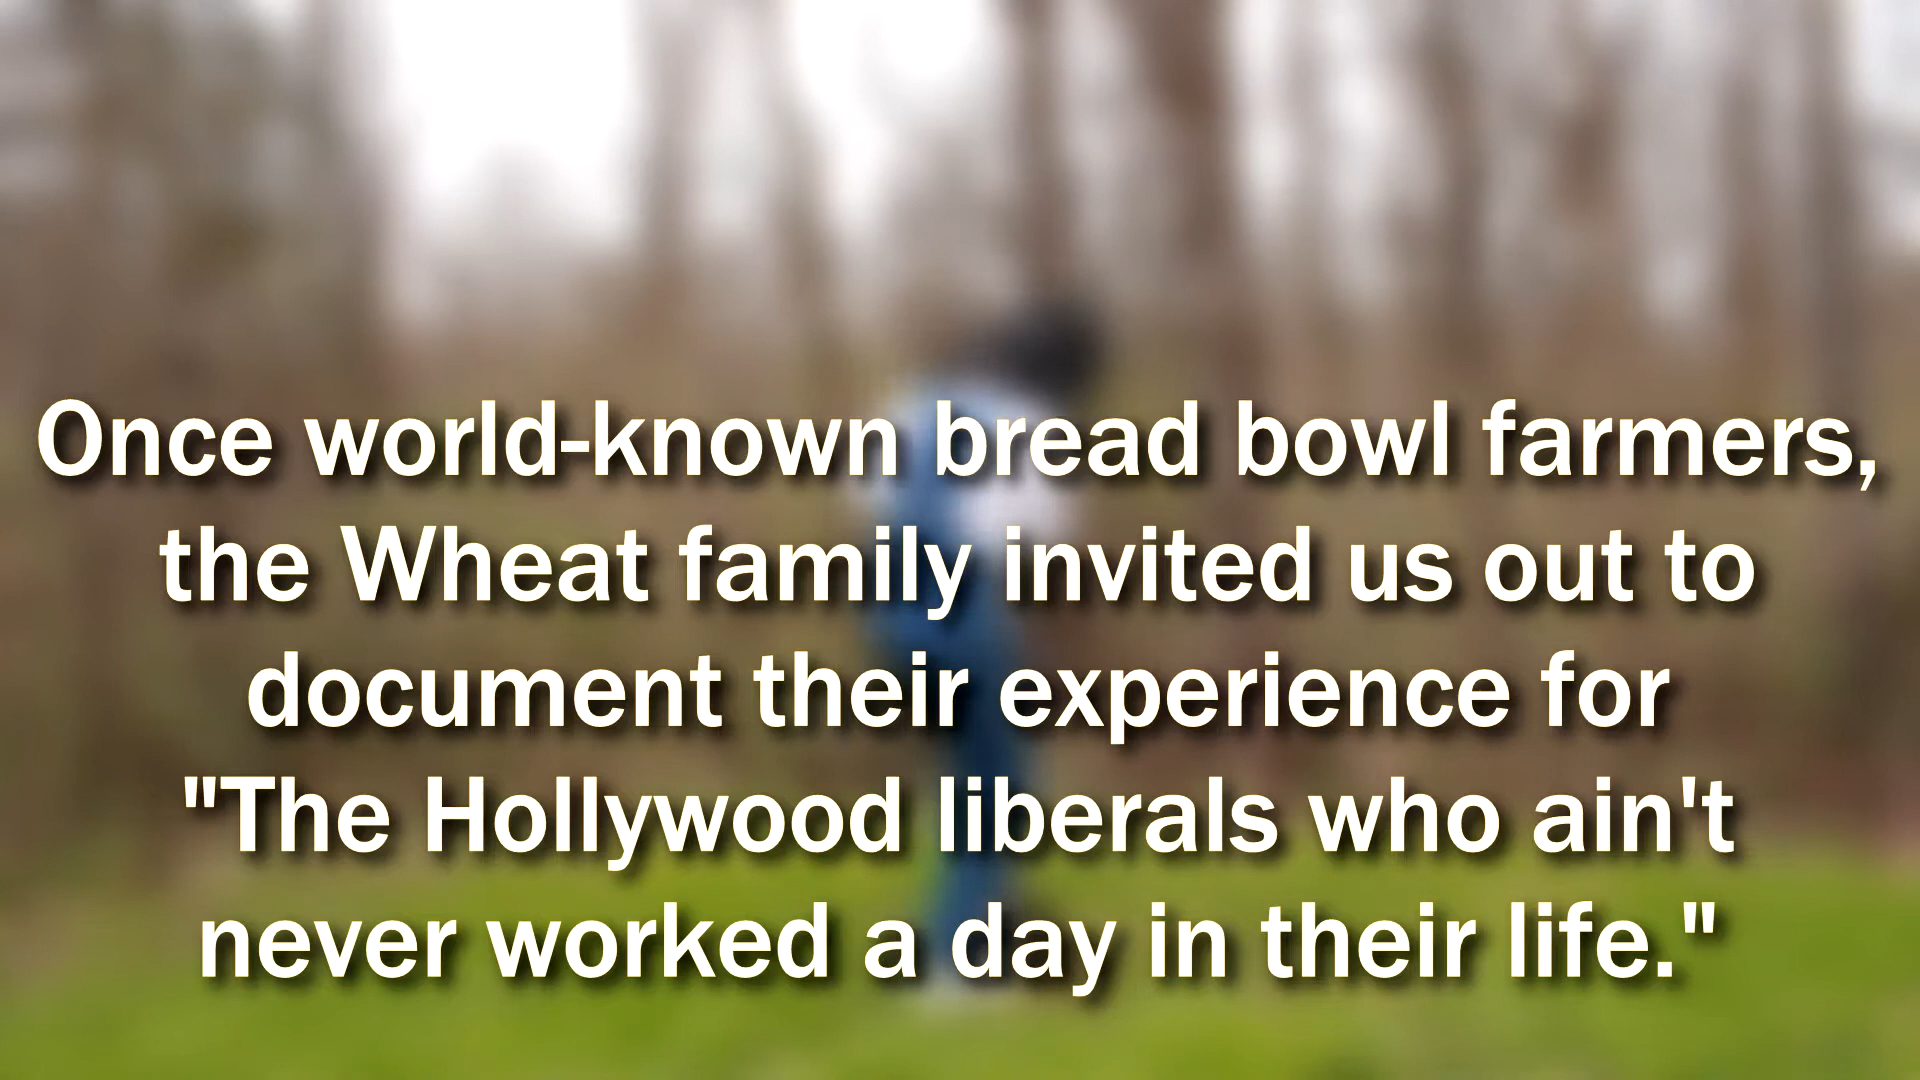 Once world-known bread bowl farmers,
the Wheat family invited us out to
document their experience for
"The Hollywood liberals who ain't
never worked a day in their life."